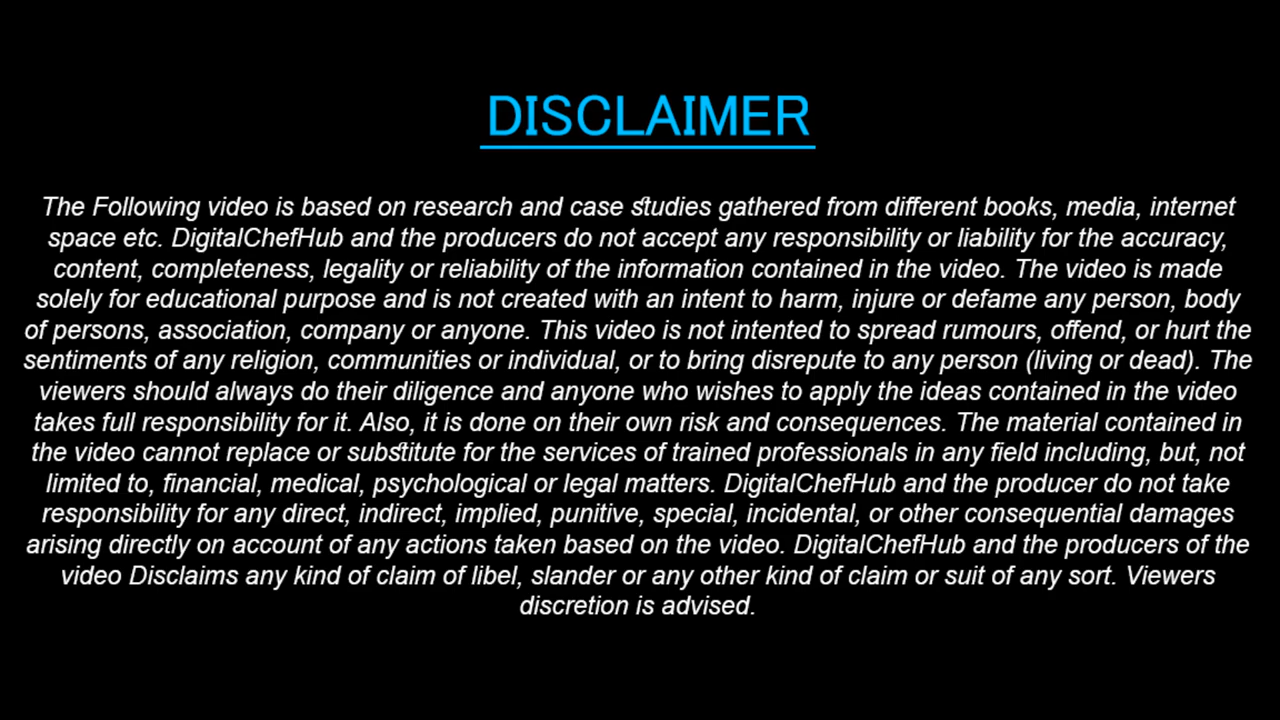 DISCLAIMER
The Following video is based on research and case studies gathered from different books, media, internet
space etc. DigitalChefHub and the producers do not accept any responsibility or liability for the accuracy,
content, completeness, legality or reliability of the information contained in the video. The video is made
solely for educational purpose and is not created with an intent to harm, injure or defame any person, body
of persons, association, company or anyone. This video is not intented to spread rumours, offend, or hurt the
sentiments of any religion, communities or individual, or to bring disrepute to any person (living or dead). The
viewers should always do their diligence and anyone who wishes to apply the ideas contained in the video
takes full responsibility for it. Also, it is done on their own risk and consequences. The material contained in
the video cannot replace or substitute for the services of trained professionals in any field including, but, not
limited to, financial, medical, psychological or legal matters. DigitalChefHub and the producer do not take
responsibility for any direct, indirect, implied, punitive, special, incidental, or other consequential damages
arising directly on account of any actions taken based on the video. DigitalChefHub and the producers of the
video Disclaims any kind of claim of libel, slander or any other kind of claim or suit of any sort. Viewers
discretion is advised.